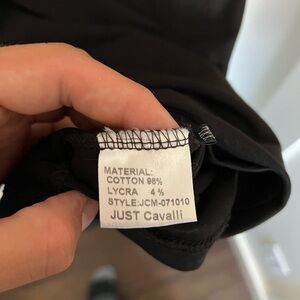 MATERIAL:
COTTON 96%
LYCRA 4 %
STYLE:JCM-071010
JUST Cavalli